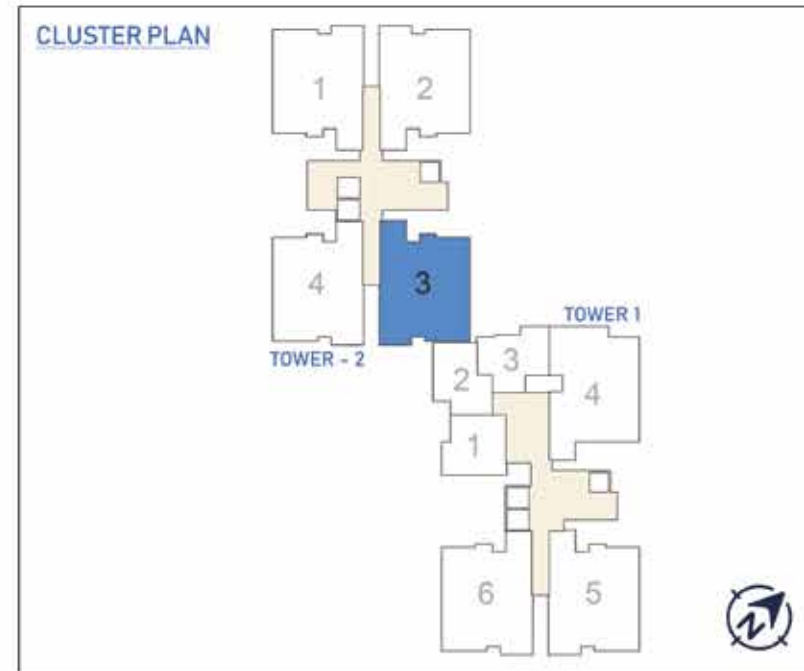 CLUSTER PLAN
1 2
4 3
TOWER - 2
TOWER 1
2 3 4
1
6 5
N